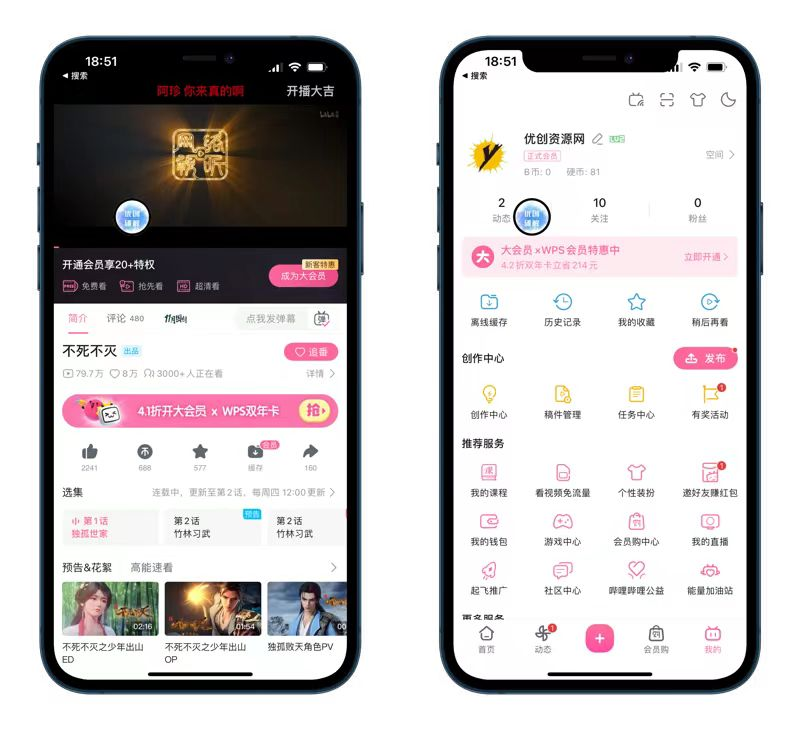 18:51
搜索
阿珍 你来真的啊
开播大吉
开通会员享20+特权
新客特惠
成为大会员
免费看
抢先看
HD
超清看
简介
评论 480
点我发弹幕
弹
不死不灭
出品
追番
79.7万
8万
3000+人正在看
详情
4.1折开大会员 x WPS双年卡
抢
会员
2241
688
577
缓存
160
选集
连载中，更新至第2话，每周四 12:00更新
第1话
独孤世家
第2话
竹林习武
预告
第2话
竹林习武
预告&花絮
高能速看
02:16
01:54
00
不死不灭之少年出山 ED
不死不灭之少年出山 OP
独孤败天角色PV
18:51
搜索
优创资源网
正式会员
B币: 0
硬币: 81
空间
2
动态
10
关注
0
粉丝
大
大会员×WPS会员特惠中
4.2折双年卡立省214元
立即开通
离线缓存
历史记录
我的收藏
稍后再看
创作中心
发布
创作中心
稿件管理
任务中心
1
有奖活动
推荐服务
我的课程
看视频免流量
个性装扮
1
邀好友赚红包
我的钱包
游戏中心
会员购中心
我的直播
起飞推广
社区中心
哔哩哔哩公益
能量加油站
更多服务
首页
1
动态
会员购
我的